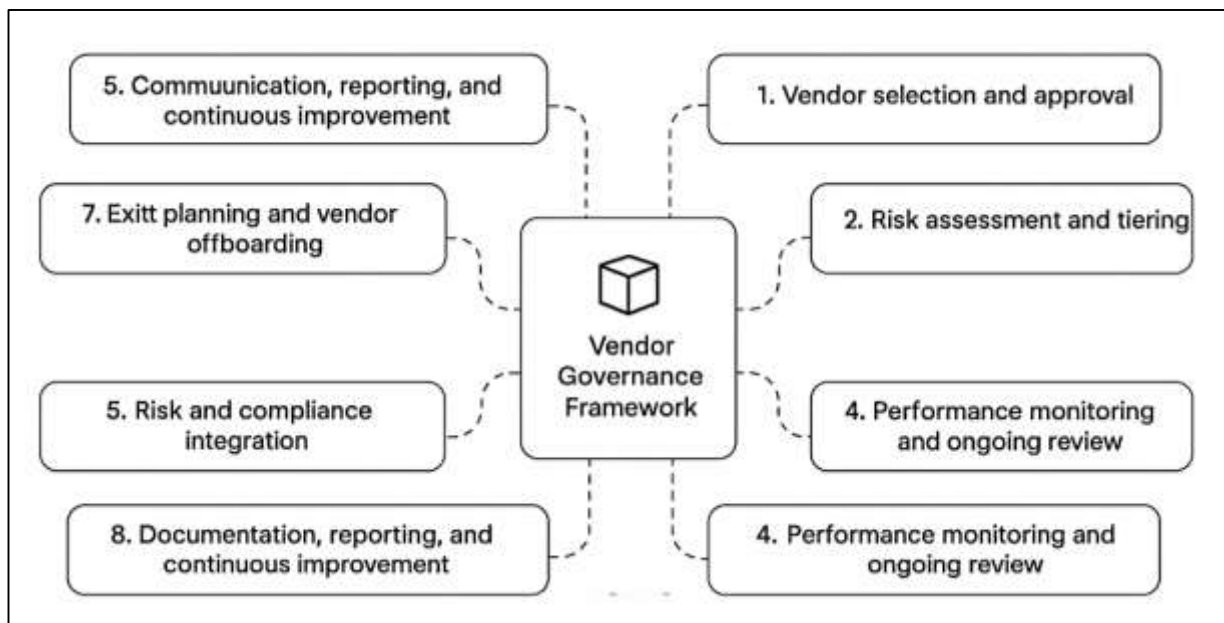 5. Commuunication, reporting, and
continuous improvement
1. Vendor selection and approval
7. Exitt planning and vendor
offboarding
2. Risk assessment and tiering
Vendor
Governance
Framework
5. Risk and compliance
integration
4. Performance monitoring
and ongoing review
8. Documentation, reporting, and
continuous improvement
4. Performance monitoring and
ongoing review